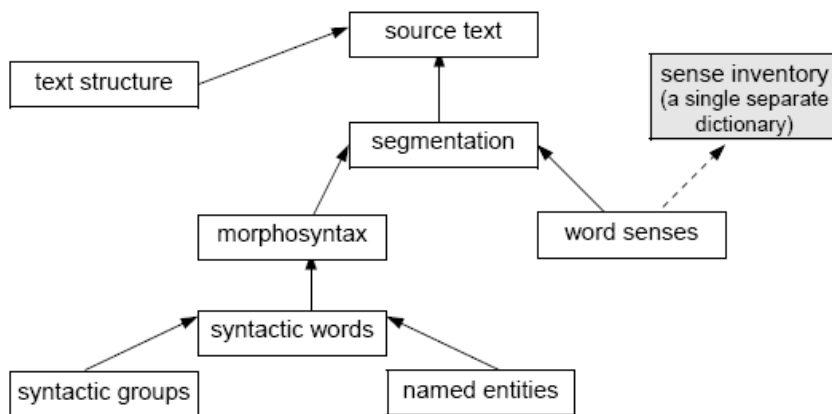 source text
text structure
sense inventory
(a single separate
dictionary)
segmentation
morphosyntax
word senses
syntactic words
syntactic groups
named entities